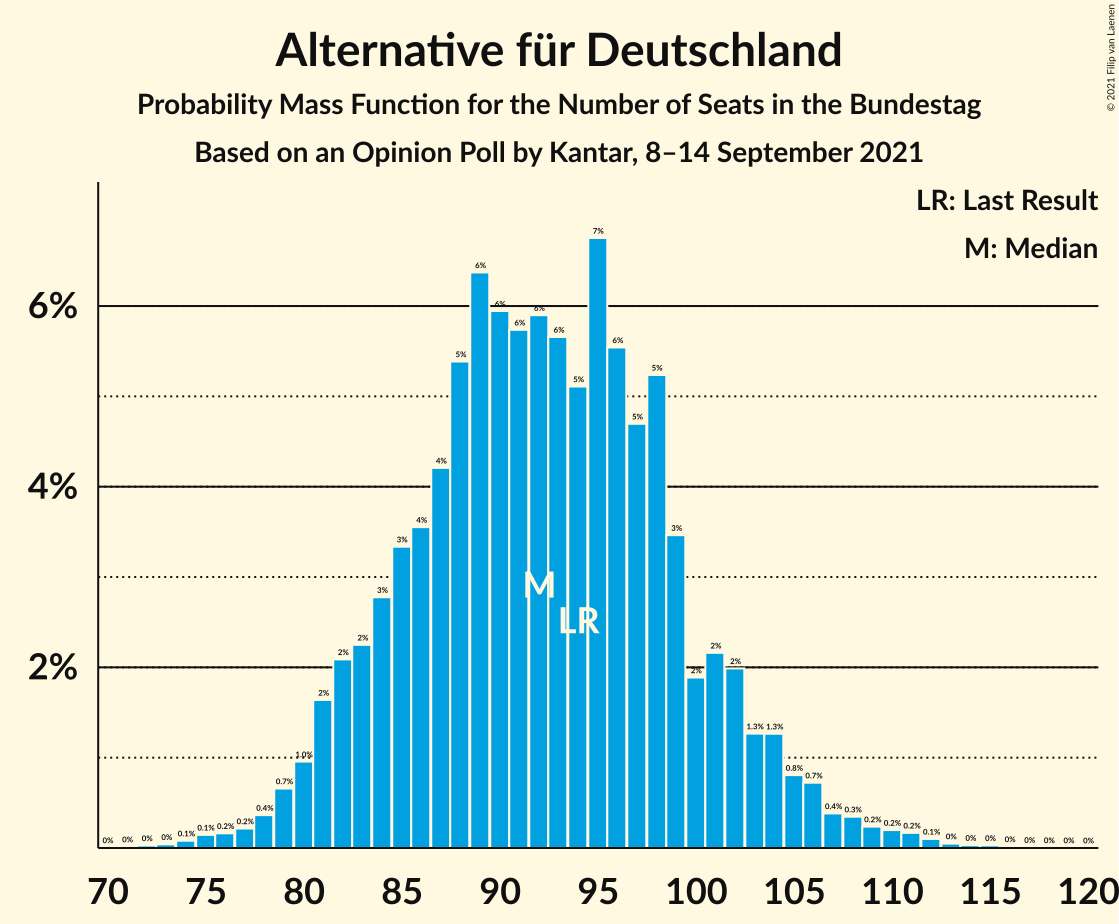 Alternative für Deutschland
Probability Mass Function for the Number of Seats in the Bundestag
Based on an Opinion Poll by Kantar, 8–14 September 2021
© 2021 Filip van Laenen
LR: Last Result
M: Median
6%
4%
2%
0% 0% 0% 0% 0.1% 0.1% 0.2% 0.2% 0.4% 0.7% 1.0% 2% 2% 2% 3% 3% 4% 4% 5% 6% 6% 6% 6% 6% 5% 7% 6% 5% 5% 3% 2% 2% 2% 1.3% 1.3% 0.8% 0.7% 0.4% 0.3% 0.2% 0.2% 0.2% 0.1% 0% 0% 0% 0% 0% 0% 0% 0%
M
LR
70 75 80 85 90 95 100 105 110 115 120